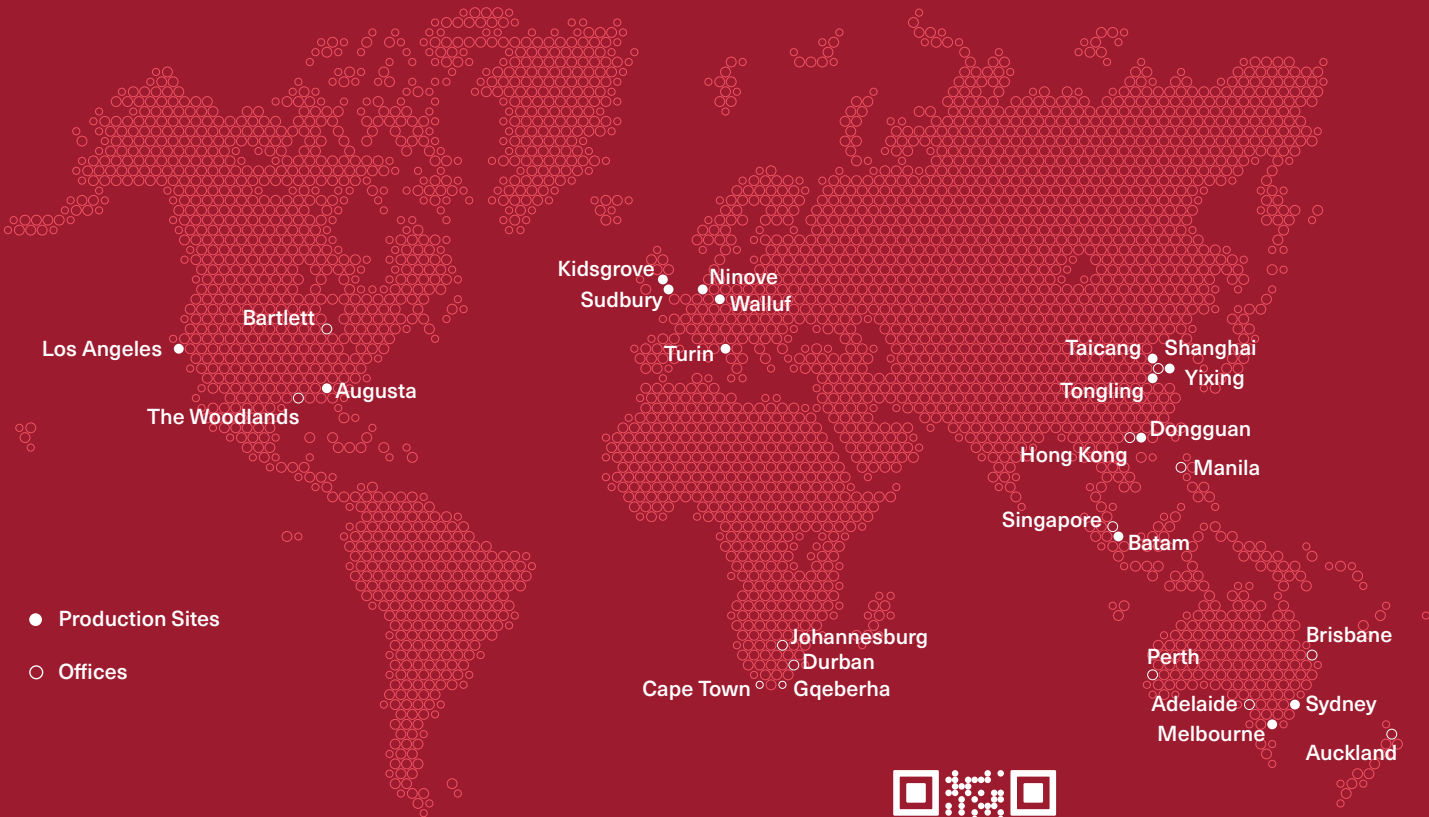 Kidsgrove
Ninove
Sudbury
Walluf
Bartlett
Los Angeles
Turin
Taicang
Shanghai
Yixing
Augusta
Tongling
The Woodlands
Dongguan
Hong Kong
Manila
Singapore
Batam
Production Sites
Offices
Johannesburg
Durban
Cape Town
Gqeberha
Brisbane
Perth
Adelaide
Sydney
Melbourne
Auckland